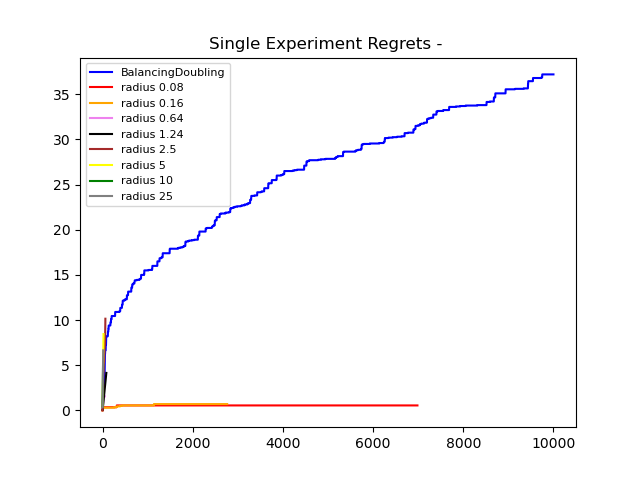 Single Experiment Regrets -
BalancingDoubling
radius 0.08
radius 0.16
radius 0.64
radius 1.24
radius 2.5
radius 5
radius 10
radius 25
35
30
25
20
15
10
5
0
0 2000 4000 6000 8000 10000